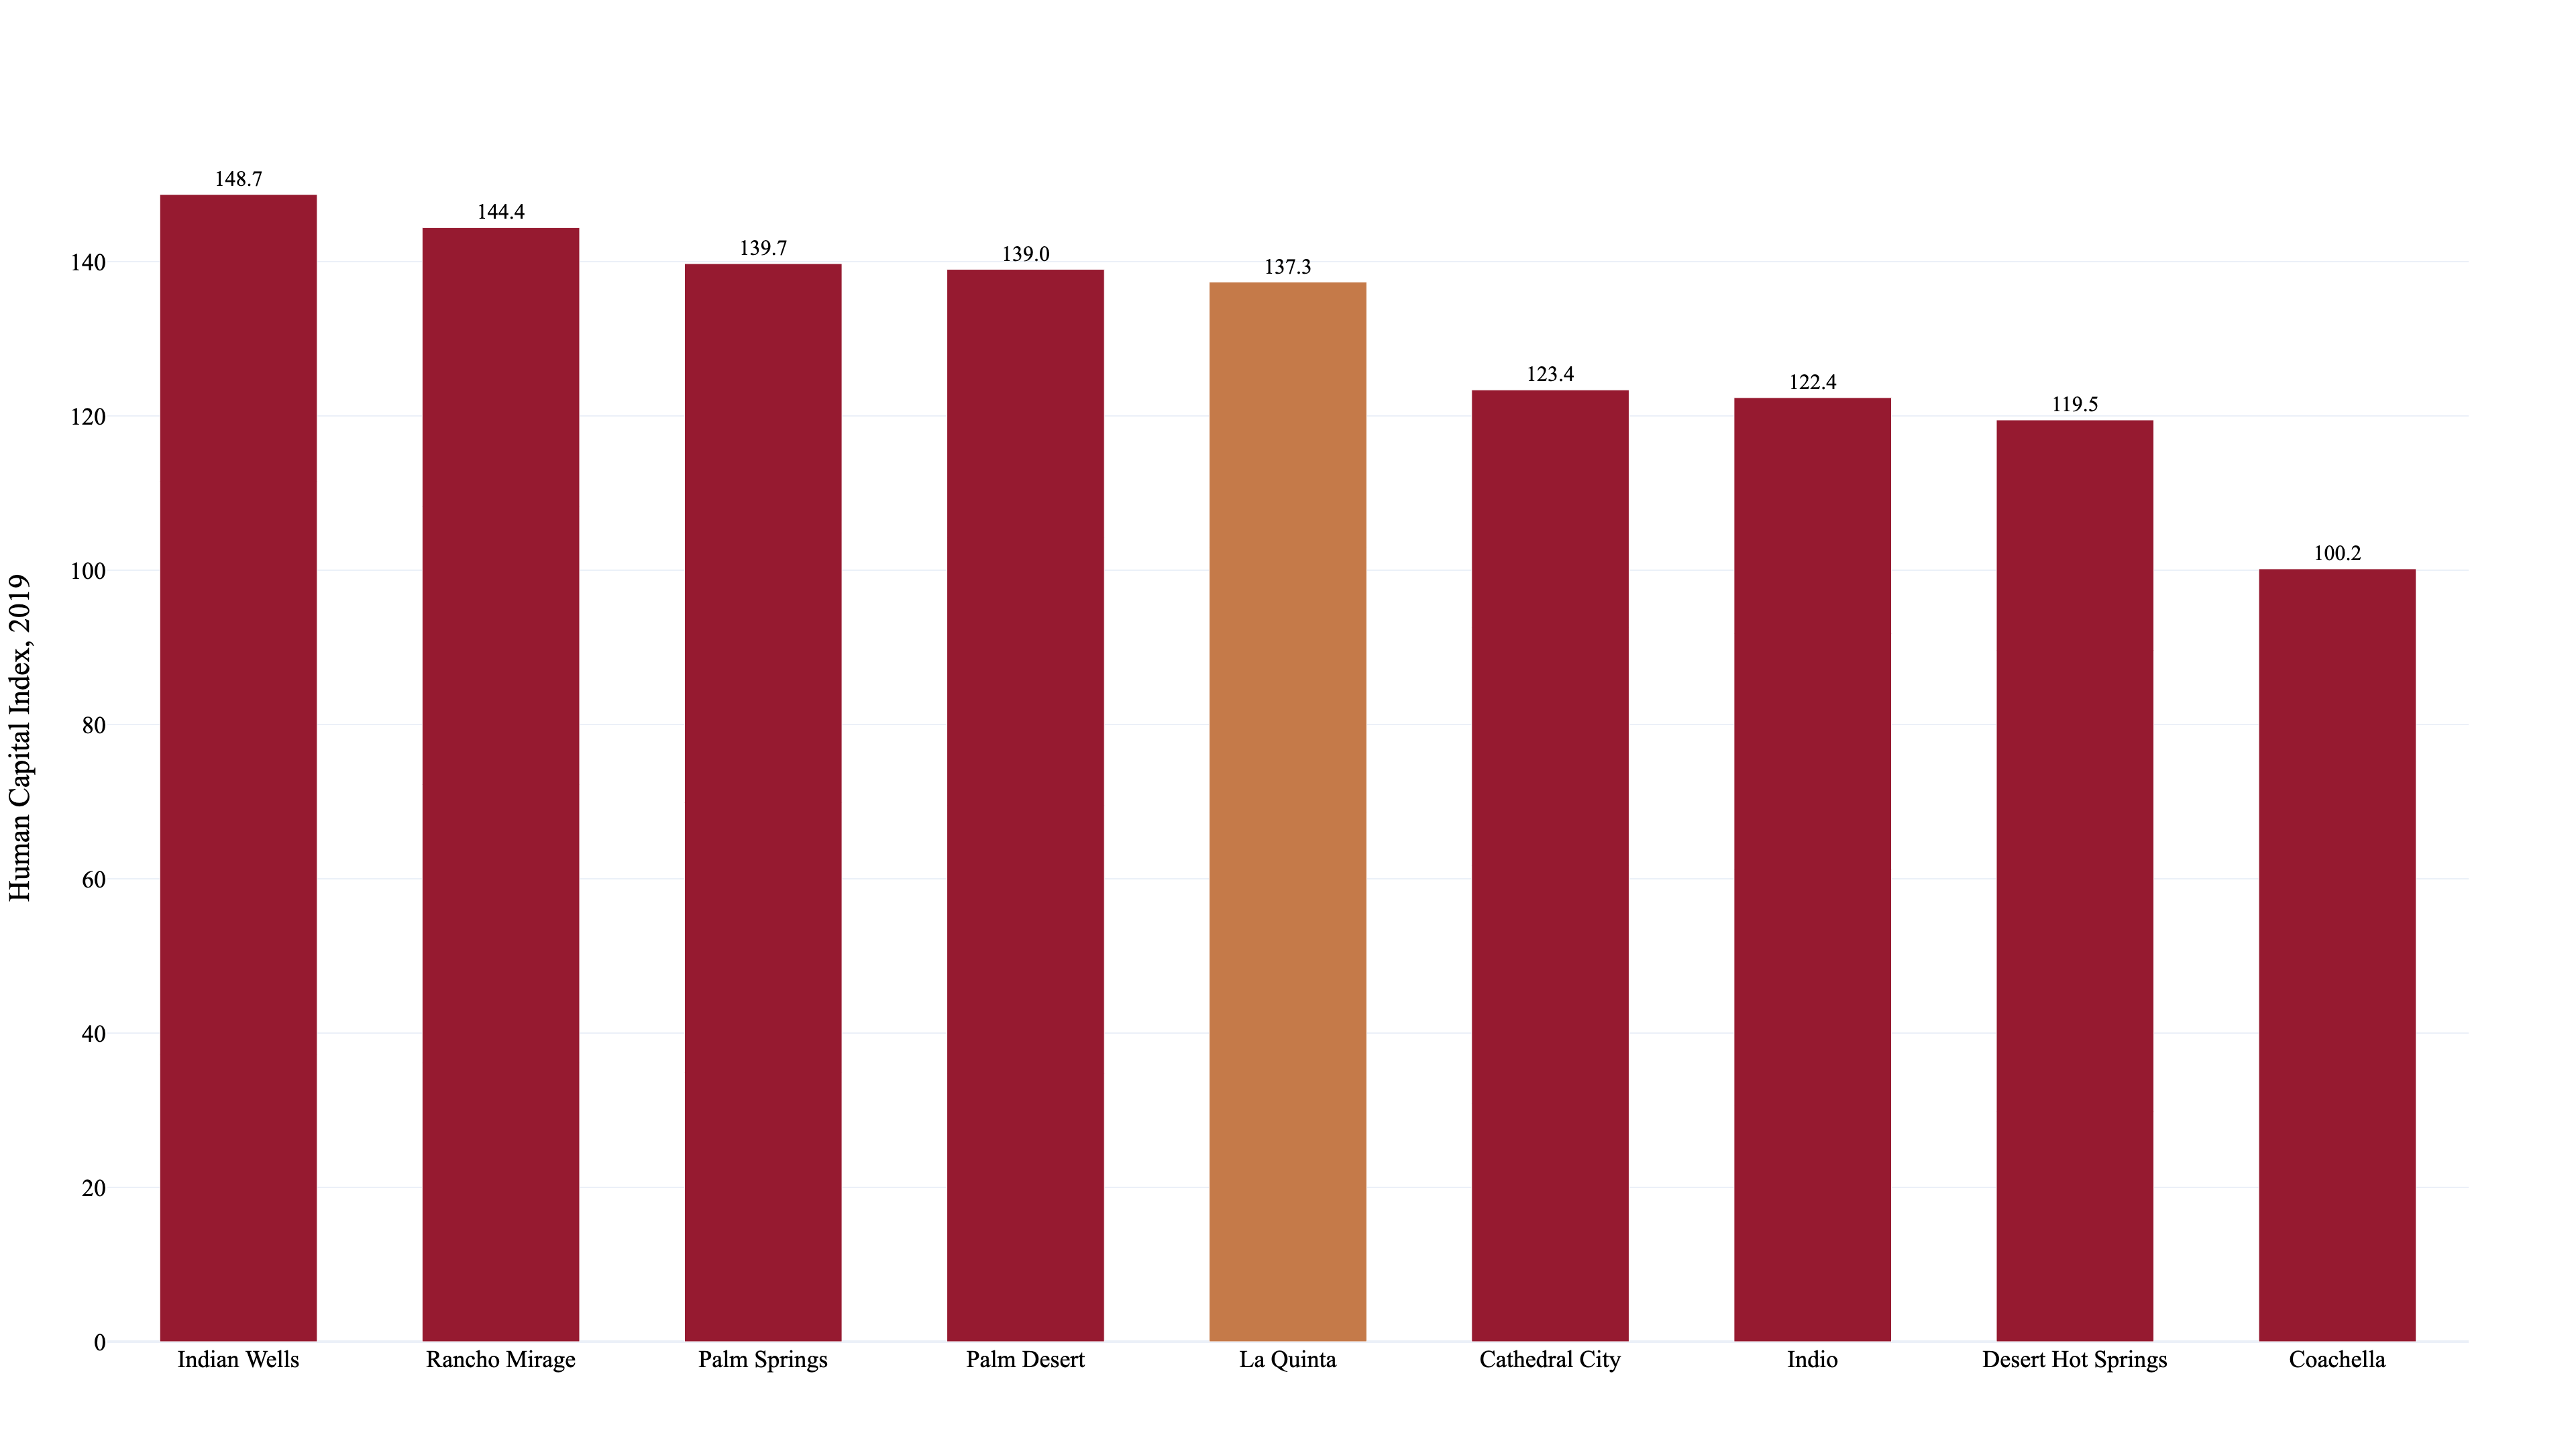 Human Capital Index, 2019
140
120
100
80
60
40
20
0
148.7
144.4
139.7
139.0
137.3
123.4
122.4
119.5
100.2
Indian Wells
Rancho Mirage
Palm Springs
Palm Desert
La Quinta
Cathedral City
Indio
Desert Hot Springs
Coachella